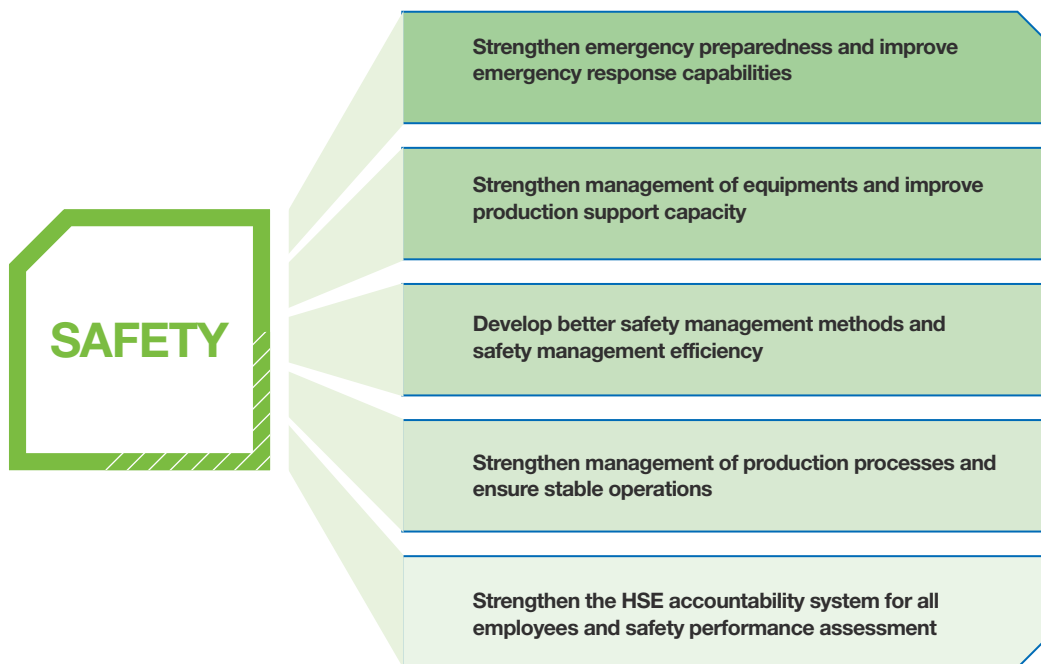 SAFETY
Strengthen emergency preparedness and improve
emergency response capabilities
Strengthen management of equipments and improve
production support capacity
Develop better safety management methods and
safety management efficiency
Strengthen management of production processes and
ensure stable operations
Strengthen the HSE accountability system for all
employees and safety performance assessment